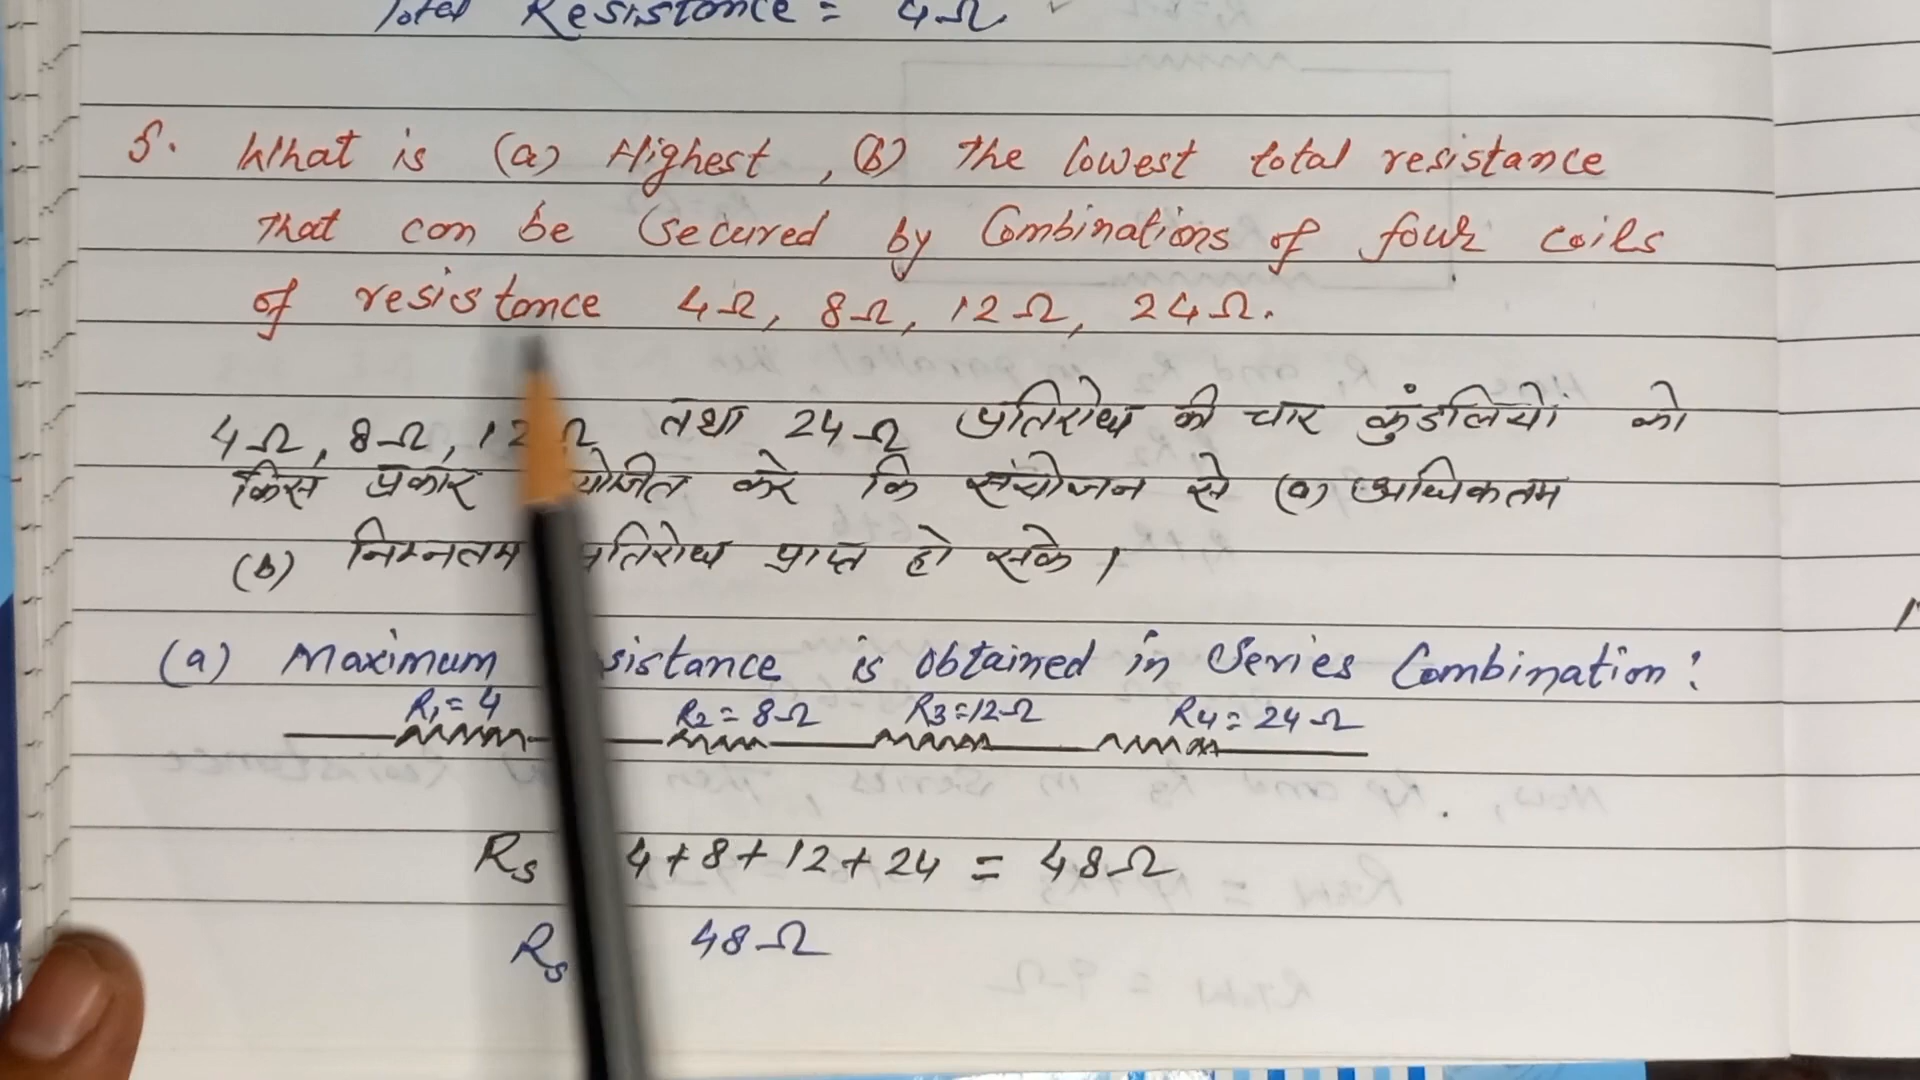 Total Resistance = 4Ω
5. What is (a) Highest, (b) The lowest total resistance
That can be Secured by Combinations of four coils
of resistance 4Ω, 8Ω, 12Ω, 24Ω.
4Ω, 8Ω, 12Ω तथा 24Ω प्रतिरोध की चार कुंडलियों को
किस प्रकार करे कि संयोजन से (a) अधिकतम
(b) निम्नतम प्रतिरोध प्राप्त हो सके।
(a) Maximum is obtained in Series Combination:
R₁ = 4 R₂ = 8Ω R3 = 12Ω R4 = 24Ω
Rs 4 + 8 + 12 + 24 = 48Ω
Rs 48Ω